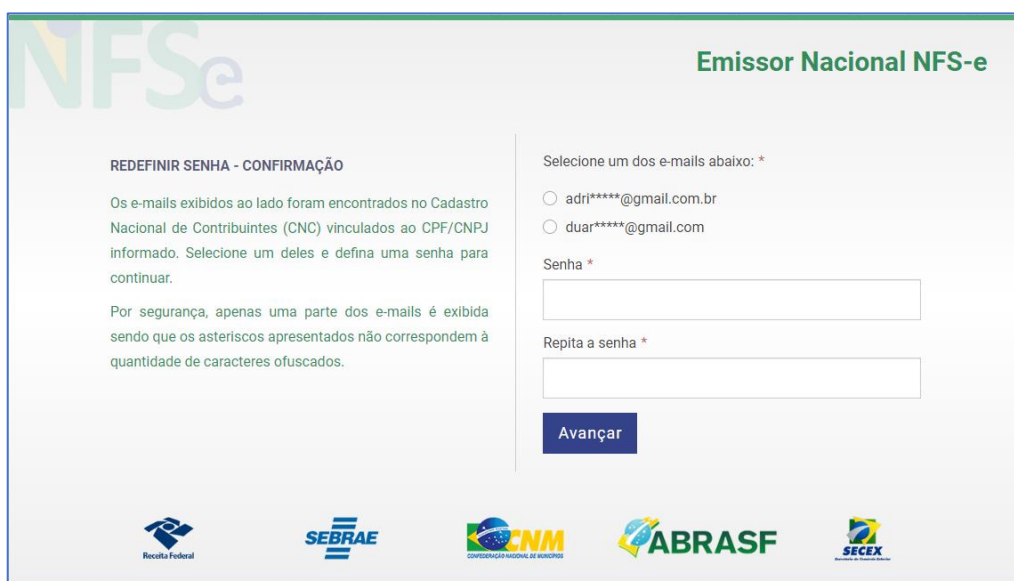 NFSe
Emissor Nacional NFS-e
REDEFINIR SENHA - CONFIRMAÇÃO
Os e-mails exibidos ao lado foram encontrados no Cadastro
Nacional de Contribuintes (CNC) vinculados ao CPF/CNPJ
informado. Selecione um deles e defina uma senha para
continuar.
Por segurança, apenas uma parte dos e-mails é exibida
sendo que os asteriscos apresentados não correspondem à
quantidade de caracteres ofuscados.
Selecione um dos e-mails abaixo: *
adri*****@gmail.com.br
duar*****@gmail.com
Senha *
Repita a senha *
Avançar
Receita Federal
SEBRAE
CNM
CONFEDERAÇÃO NACIONAL DE MUNICÍPIOS
ABRASF
SECEX
Secretaria de Comércio Exterior